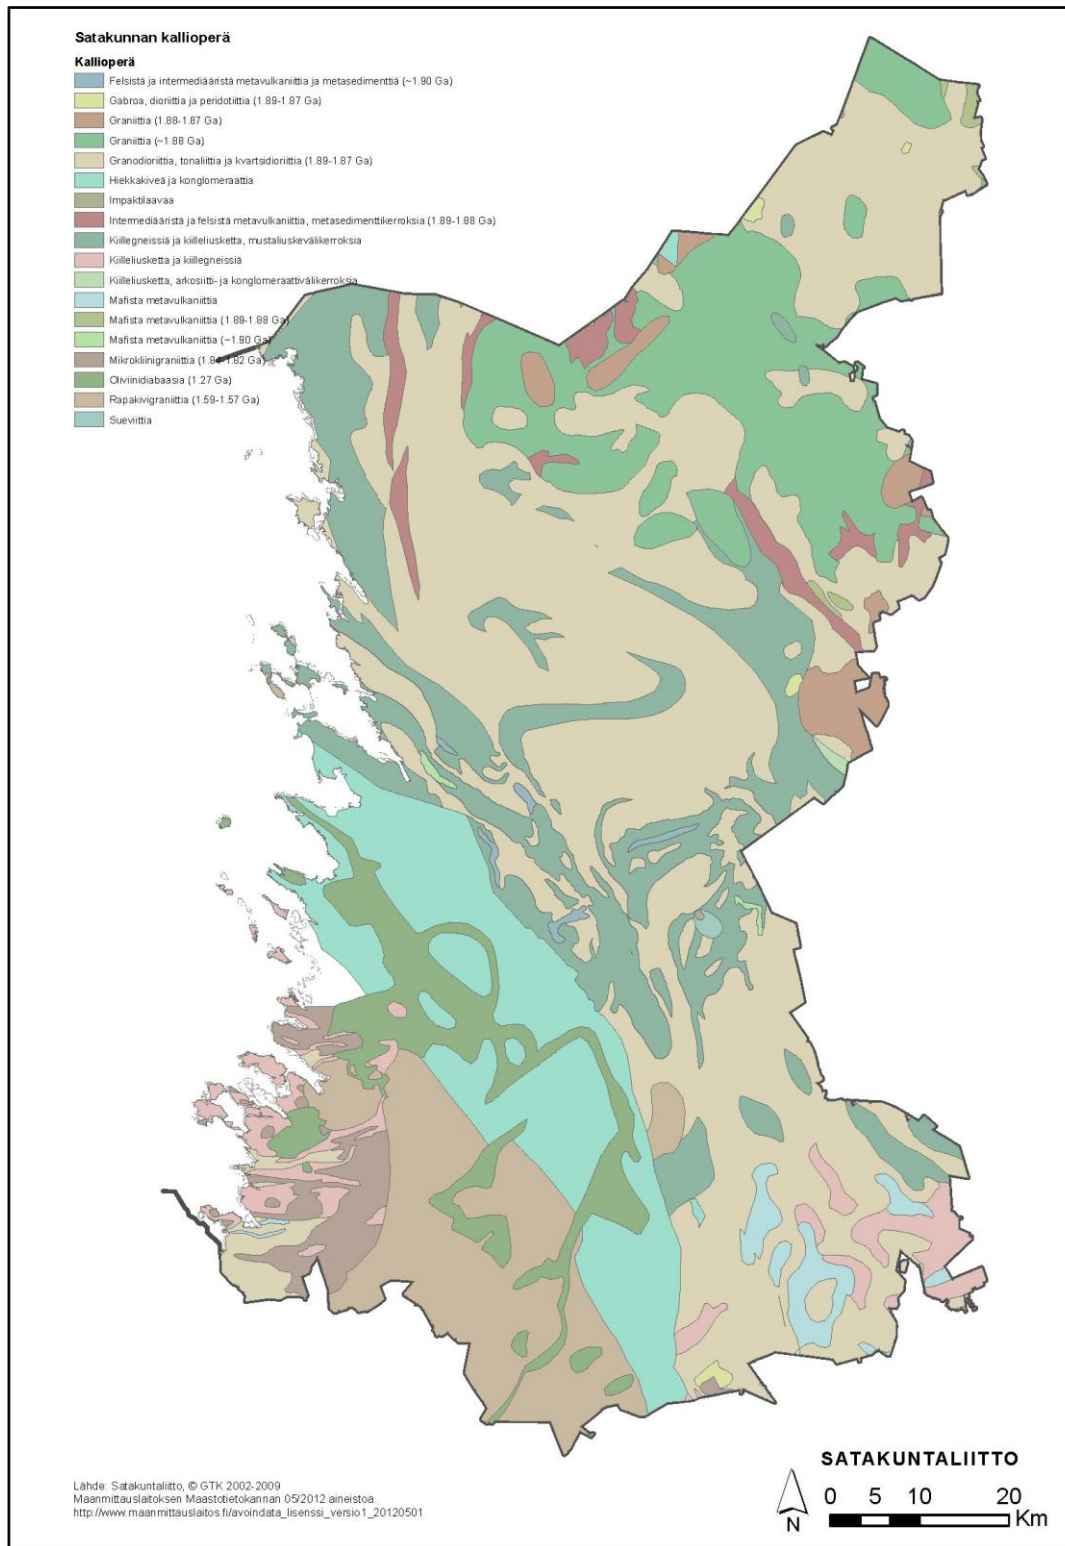 Satakunnan kallioperä
Kallioperä
Felsistä ja intermediääristä metavulkaniittia ja metasedimenttiä (~1.90 Ga)
Gabroa, dioriittia ja peridotiittia (1.89-1.87 Ga)
Graniittia (1.88-1.87 Ga)
Graniittia (~1.88 Ga)
Granodioriittia, tonaliittia ja kvartsidioriittia (1.89-1.87 Ga)
Hiekkakiveä ja konglomeraattia
Impaktilaavaa
Intermediääristä ja felsistä metavulkaniittia, metasedimenttikerroksia (1.89-1.88 Ga)
Kiillegneissiä ja kiilleliusketta, mustaliuskevälikerroksia
Kiilleliusketta ja kiillegneissiä
Kiilleliusketta, arkosiitti- ja konglomeraattivälikerroksia
Mafista metavulkaniittia
Mafista metavulkaniittia (1.89-1.88 Ga)
Mafista metavulkaniittia (~1.90 Ga)
Mikrokliinigraniittia (1.8 1.82 Ga)
Oliviinidiabaasia (1.27 Ga)
Rapakivigraniittia (1.59-1.57 Ga)
Sueviittia
Lähde: Satakuntaliitto, © GTK 2002-2009
Maanmittauslaitoksen Maastotietokannan 05/2012 aineistoa.
http://www.maanmittauslaitos.fi/avoindata_lisenssi_versio1_20120501
SATAKUNTALIITTO
0 5 10 20
Km
N